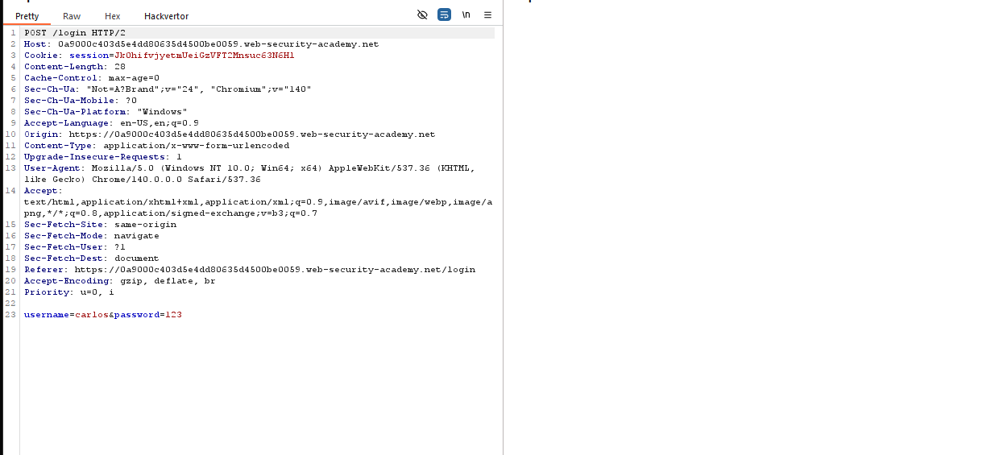 Pretty Raw Hex Hackvertor \n
1 POST /login HTTP/2
2 Host: 0a9000c403d5e4dd80635d4500be0059.web-security-academy.net
3 Cookie: session=JkOhifvjyetmUeiGzVFT2Mnsuc63N6Hl
4 Content-Length: 28
5 Cache-Control: max-age=0
6 Sec-Ch-Ua: "Not=A?Brand";v="24", "Chromium";v="140"
7 Sec-Ch-Ua-Mobile: ?0
8 Sec-Ch-Ua-Platform: "Windows"
9 Accept-Language: en-US,en;q=0.9
10 Origin: https://0a9000c403d5e4dd80635d4500be0059.web-security-academy.net
11 Content-Type: application/x-www-form-urlencoded
12 Upgrade-Insecure-Requests: 1
13 User-Agent: Mozilla/5.0 (Windows NT 10.0; Win64; x64) AppleWebKit/537.36 (KHTML,
like Gecko) Chrome/140.0.0.0 Safari/537.36
14 Accept:
text/html,application/xhtml+xml,application/xml;q=0.9,image/avif,image/webp,image/a
png,*/*;q=0.8,application/signed-exchange;v=b3;q=0.7
15 Sec-Fetch-Site: same-origin
16 Sec-Fetch-Mode: navigate
17 Sec-Fetch-User: ?1
18 Sec-Fetch-Dest: document
19 Referer: https://0a9000c403d5e4dd80635d4500be0059.web-security-academy.net/login
20 Accept-Encoding: gzip, deflate, br
21 Priority: u=0, i
22
23 username=carlos&password=123